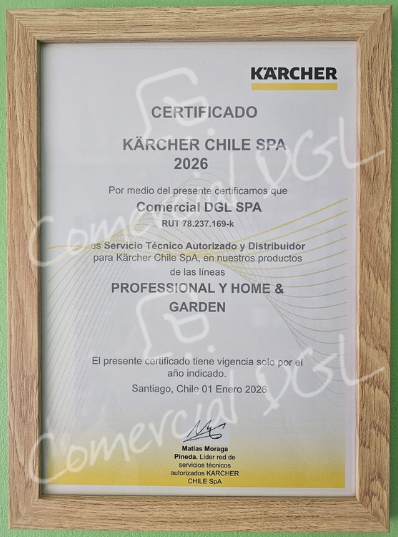 KÄRCHER
CERTIFICADO
KÄRCHER CHILE SPA
2026
Por medio del presente certificamos que
Comercial DGL SPA
RUT 78.237.169-k
es Servicio Técnico Autorizado y Distribuidor
para Kärcher Chile SpA, en nuestros productos
de las líneas
PROFESSIONAL Y HOME &
GARDEN
El presente certificado tiene vigencia solo por el
año indicado.
Santiago, Chile 01 Enero 2026
Matías Moraga
Pineda. Líder red de
servicios técnicos
autorizados KARCHER
CHILE SpA
Comercial DGL
Comercial DGL